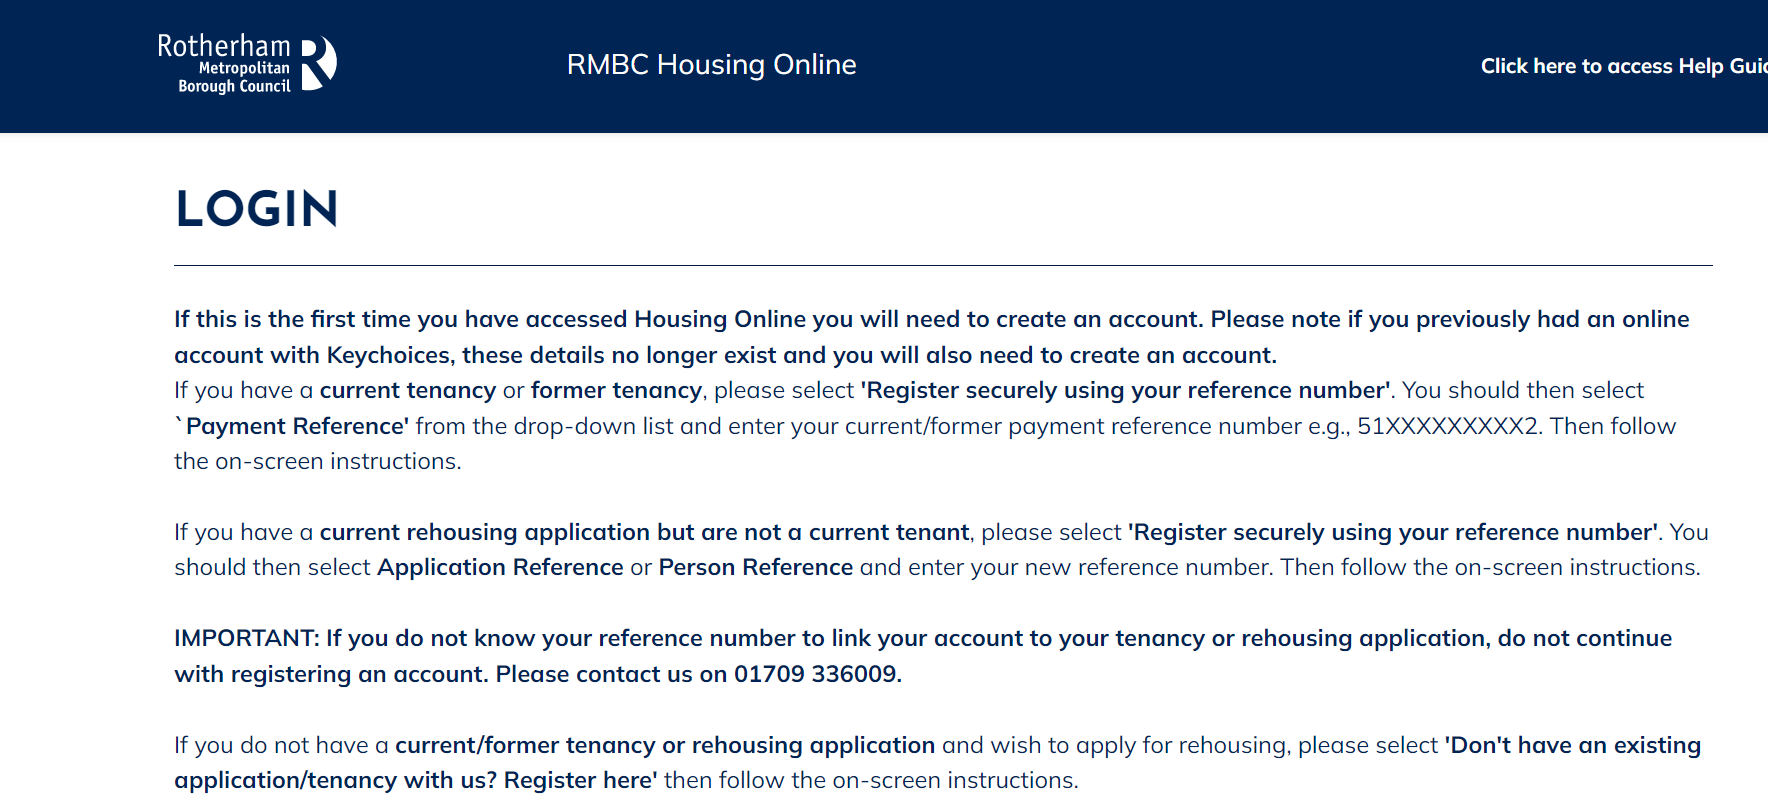 Rotherham
Metropolitan
Borough Council
RMBC Housing Online
Click here to access Help
LOGIN
If this is the first time you have accessed Housing Online you will need to create an account. Please note if you previously had an online
account with Keychoices, these details no longer exist and you will also need to create an account.
If you have a current tenancy or former tenancy, please select 'Register securely using your reference number'. You should then select
`Payment Reference' from the drop-down list and enter your current/former payment reference number e.g., 51XXXXXXXXX2. Then follow
the on-screen instructions.
If you have a current rehousing application but are not a current tenant, please select 'Register securely using your reference number'. You
should then select Application Reference or Person Reference and enter your new reference number. Then follow the on-screen instructions.
IMPORTANT: If you do not know your reference number to link your account to your tenancy or rehousing application, do not continue
with registering an account. Please contact us on 01709 336009.
If you do not have a current/former tenancy or rehousing application and wish to apply for rehousing, please select 'Don't have an existing
application/tenancy with us? Register here' then follow the on-screen instructions.